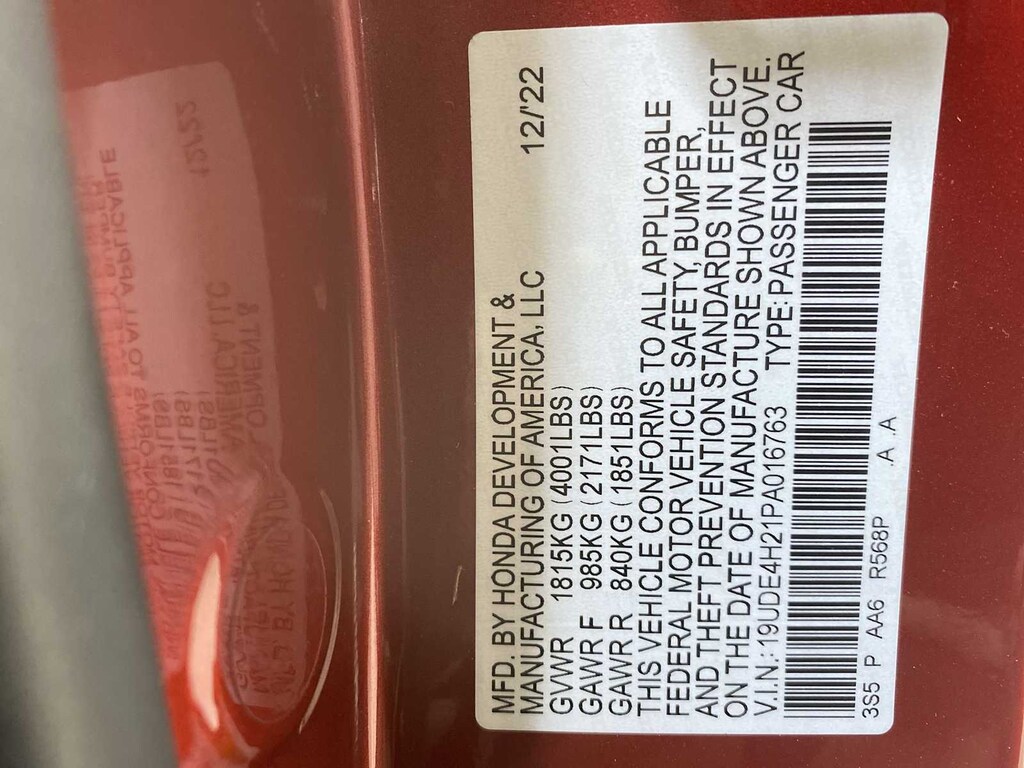 MFD. BY HONDA DEVELOPMENT &
MANUFACTURING OF AMERICA, LLC 12/'22
GVWR 1815KG (4001LBS)
GAWR F 985KG (2171LBS)
GAWR R 840KG (1851LBS)
THIS VEHICLE CONFORMS TO ALL APPLICABLE
FEDERAL MOTOR VEHICLE SAFETY, BUMPER,
AND THEFT PREVENTION STANDARDS IN EFFECT
ON THE DATE OF MANUFACTURE SHOWN ABOVE.
V.I.N.: 19UDE4H21PA016763 TYPE: PASSENGER CAR
3S5 P AA6 R568P .A .A